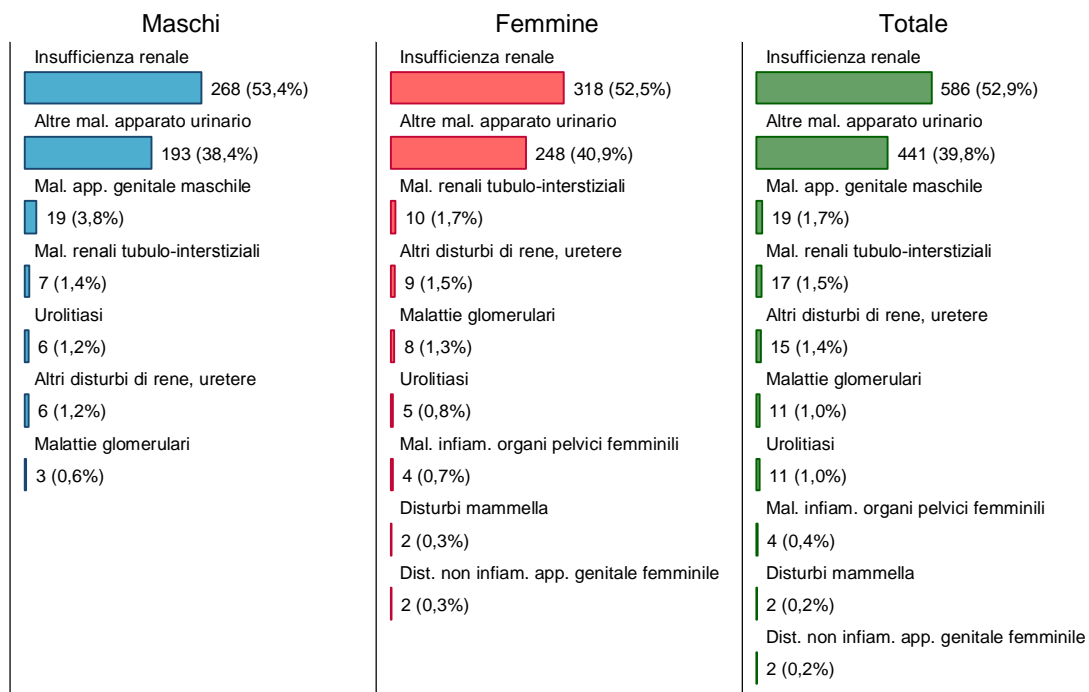 Maschi
Insufficienza renale
268 (53,4%)
Altre mal. apparato urinario
193 (38,4%)
Mal. app. genitale maschile
19 (3,8%)
Mal. renali tubulo-interstiziali
7 (1,4%)
Urolitiasi
6 (1,2%)
Altri disturbi di rene, uretere
6 (1,2%)
Malattie glomerulari
3 (0,6%)
Femmine
Insufficienza renale
318 (52,5%)
Altre mal. apparato urinario
248 (40,9%)
Mal. renali tubulo-interstiziali
10 (1,7%)
Altri disturbi di rene, uretere
9 (1,5%)
Malattie glomerulari
8 (1,3%)
Urolitiasi
5 (0,8%)
Mal. infiam. organi pelvici femminili
4 (0,7%)
Disturbi mammella
2 (0,3%)
Dist. non infiam. app. genitale femminile
2 (0,3%)
Totale
Insufficienza renale
586 (52,9%)
Altre mal. apparato urinario
441 (39,8%)
Mal. app. genitale maschile
19 (1,7%)
Mal. renali tubulo-interstiziali
17 (1,5%)
Altri disturbi di rene, uretere
15 (1,4%)
Malattie glomerulari
11 (1,0%)
Urolitiasi
11 (1,0%)
Mal. infiam. organi pelvici femminili
4 (0,4%)
Disturbi mammella
2 (0,2%)
Dist. non infiam. app. genitale femminile
2 (0,2%)